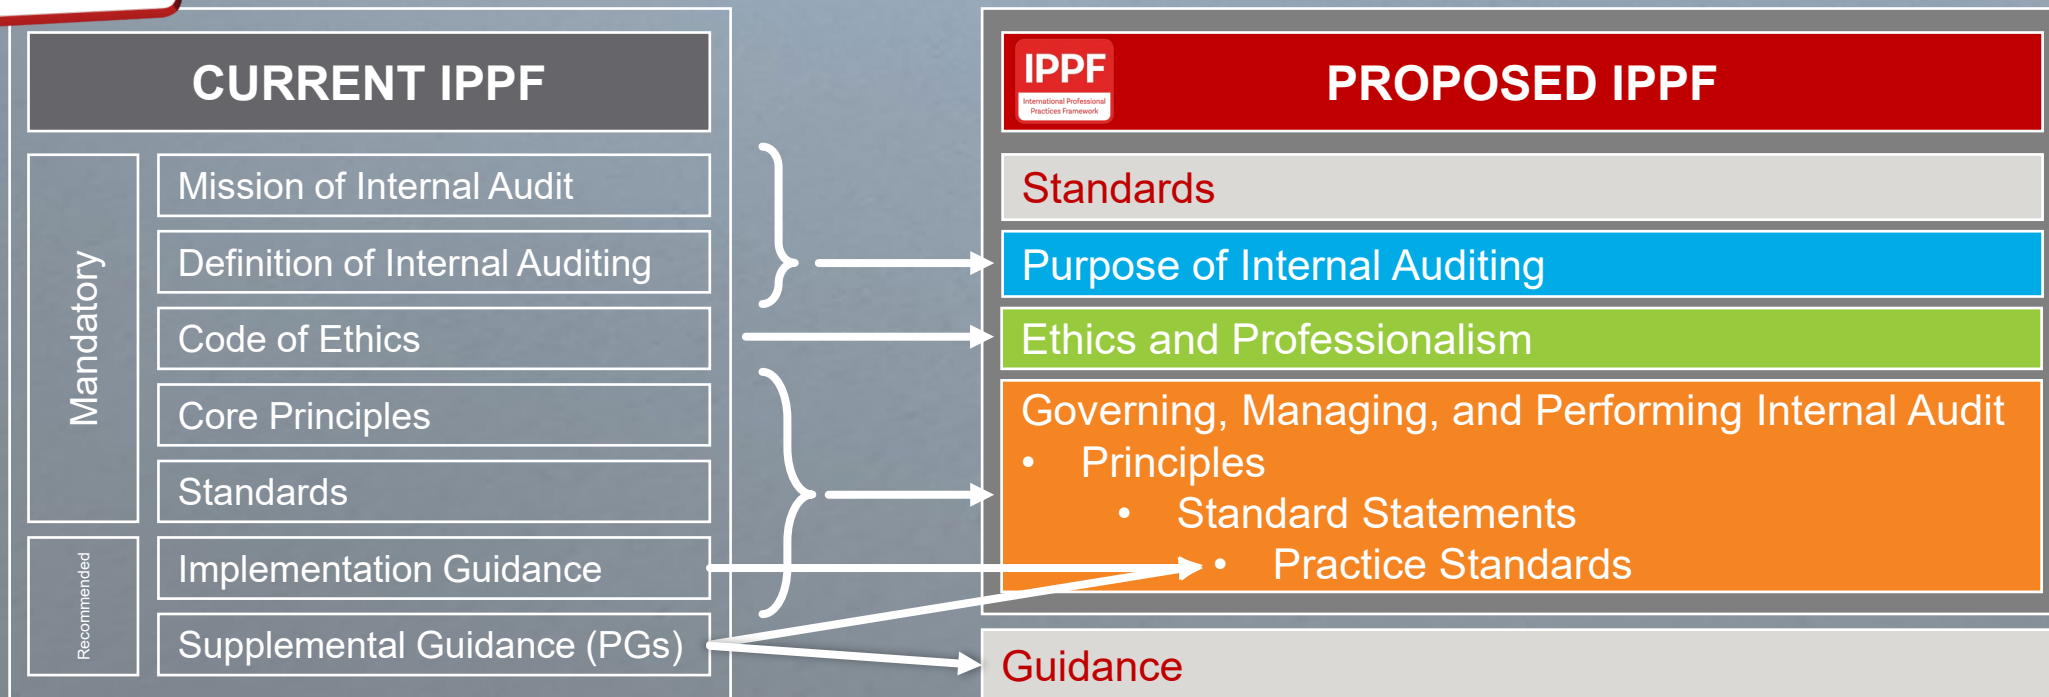 CURRENT IPPF
Mandatory
Mission of Internal Audit
Definition of Internal Auditing
Code of Ethics
Core Principles
Standards
Recommended
Implementation Guidance
Supplemental Guidance (PGs)
IPPF
International Professional
Practices Framework
PROPOSED IPPF
Standards
Purpose of Internal Auditing
Ethics and Professionalism
Governing, Managing, and Performing Internal Audit
• Principles
• Standard Statements
• Practice Standards
Guidance